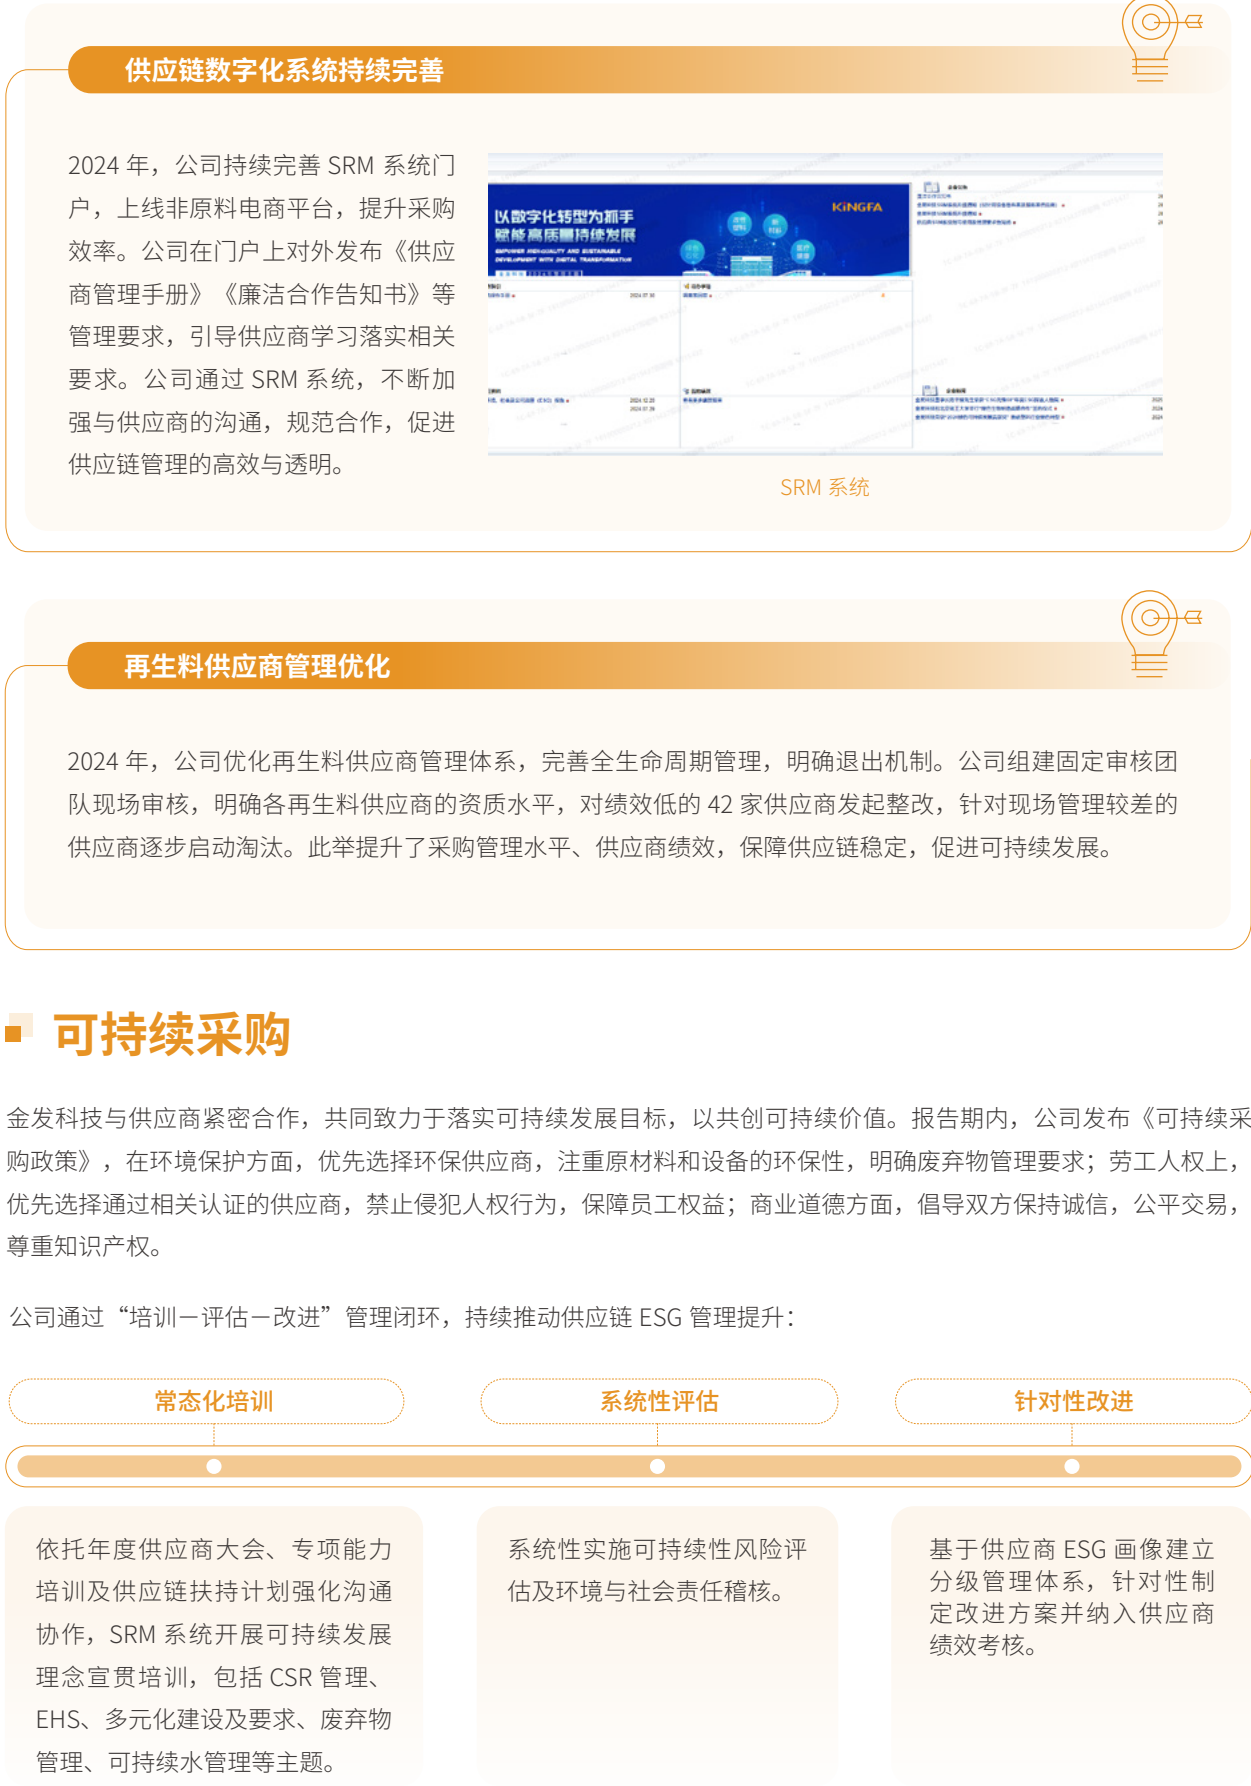 供应链数字化系统持续完善
2024 年，公司持续完善 SRM 系统门
户，上线非原料电商平台，提升采购
效率。公司在门户上对外发布《供应
商管理手册》《廉洁合作告知书》等
管理要求，引导供应商学习落实相关
要求。公司通过 SRM 系统，不断加
强与供应商的沟通，规范合作，促进
供应链管理的高效与透明。
以数字化转型为抓手
赋能高质量持续发展
EMPOWER HIGH-QUALITY AND SUSTAINABLE
DEVELOPMENT WITH DIGITAL TRANSFORMATION
KINGFA
2024.07.30
2024.12.25
2024.07.29
SRM 系统
再生料供应商管理优化
2024 年，公司优化再生料供应商管理体系，完善全生命周期管理，明确退出机制。公司组建固定审核团
队现场审核，明确各再生料供应商的资质水平，对绩效低的 42 家供应商发起整改，针对现场管理较差的
供应商逐步启动淘汰。此举提升了采购管理水平、供应商绩效，保障供应链稳定，促进可持续发展。
可持续采购
金发科技与供应商紧密合作，共同致力于落实可持续发展目标，以共创可持续价值。报告期内，公司发布《可持续采
购政策》，在环境保护方面，优先选择环保供应商，注重原材料和设备的环保性，明确废弃物管理要求；劳工人权上，
优先选择通过相关认证的供应商，禁止侵犯人权行为，保障员工权益；商业道德方面，倡导双方保持诚信，公平交易，
尊重知识产权。
公司通过“培训－评估－改进”管理闭环，持续推动供应链 ESG 管理提升：
常态化培训
依托年度供应商大会、专项能力
培训及供应链扶持计划强化沟通
协作，SRM 系统开展可持续发展
理念宣贯培训，包括 CSR 管理、
EHS、多元化建设及要求、废弃物
管理、可持续水管理等主题。
系统性评估
系统性实施可持续性风险评
估及环境与社会责任稽核。
针对性改进
基于供应商 ESG 画像建立
分级管理体系，针对性制
定改进方案并纳入供应商
绩效考核。